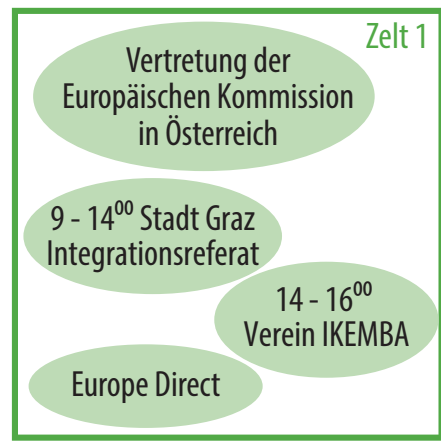 Zelt 1
Vertretung der
Europäischen Kommission
in Österreich
9 - 14⁰⁰ Stadt Graz
Integrationsreferat
14 - 16⁰⁰
Verein IKEMBA
Europe Direct